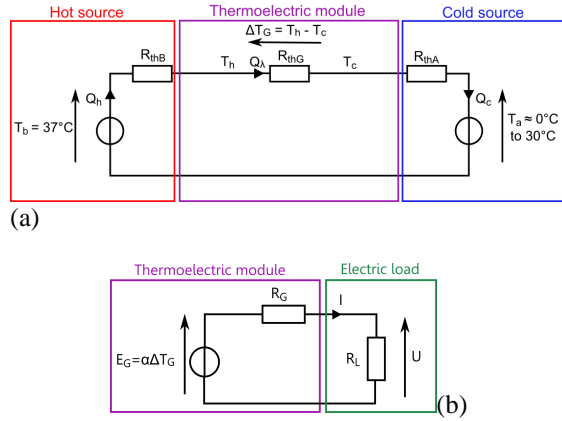 Hot source
Thermoelectric module
Cold source
ΔT_G = T_h - T_c
R_thB
T_h
Q_λ
R_thG
T_c
R_thA
Q_h
Q_c
T_b = 37°C
T_a ≈ 0°C
to 30°C
(a)
Thermoelectric module
Electric load
R_G
I
E_G=αΔT_G
R_L
U
(b)